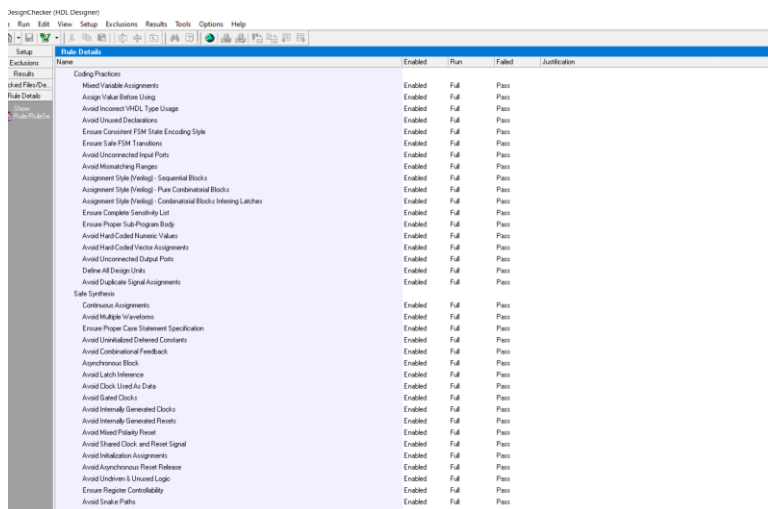 DesignChecker (HDL Designer)
Run Edit View Setup Exclusions Results Tools Options Help
Setup
Exclusions
Results
cked Files/De...
Rule Details
Show
Rule/RuleSe
Rule Details
Name Enabled Run Failed Justification
Coding Practices
Mixed Variable Assignments Enabled Full Pass
Assign Value Before Using Enabled Full Pass
Avoid Incorrect VHDL Type Usage Enabled Full Pass
Avoid Unused Declarations Enabled Full Pass
Ensure Consistent FSM State Encoding Style Enabled Full Pass
Ensure Safe FSM Transitions Enabled Full Pass
Avoid Unconnected Input Ports Enabled Full Pass
Avoid Mismatching Ranges Enabled Full Pass
Assignment Style (Verilog) - Sequential Blocks Enabled Full Pass
Assignment Style (Verilog) - Pure Combinatorial Blocks Enabled Full Pass
Assignment Style (Verilog) - Combinatorial Blocks Inferring Latches Enabled Full Pass
Ensure Complete Sensitivity List Enabled Full Pass
Ensure Proper Sub-Program Body Enabled Full Pass
Avoid Hard-Coded Numeric Values Enabled Full Pass
Avoid Hard-Coded Vector Assignments Enabled Full Pass
Avoid Unconnected Output Ports Enabled Full Pass
Define All Design Units Enabled Full Pass
Avoid Duplicate Signal Assignments Enabled Full Pass
Safe Synthesis
Continuous Assignments Enabled Full Pass
Avoid Multiple Waveforms Enabled Full Pass
Ensure Proper Case Statement Specification Enabled Full Pass
Avoid Uninitialized Deferred Constants Enabled Full Pass
Avoid Combinational Feedback Enabled Full Pass
Asynchronous Block Enabled Full Pass
Avoid Latch Inference Enabled Full Pass
Avoid Clock Used As Data Enabled Full Pass
Avoid Gated Clocks Enabled Full Pass
Avoid Internally Generated Clocks Enabled Full Pass
Avoid Internally Generated Resets Enabled Full Pass
Avoid Mixed Polarity Reset Enabled Full Pass
Avoid Shared Clock and Reset Signal Enabled Full Pass
Avoid Initialization Assignments Enabled Full Pass
Avoid Asynchronous Reset Release Enabled Full Pass
Avoid Undriven & Unused Logic Enabled Full Pass
Ensure Register Controllability Enabled Full Pass
Avoid Snake Paths Enabled Full Pass